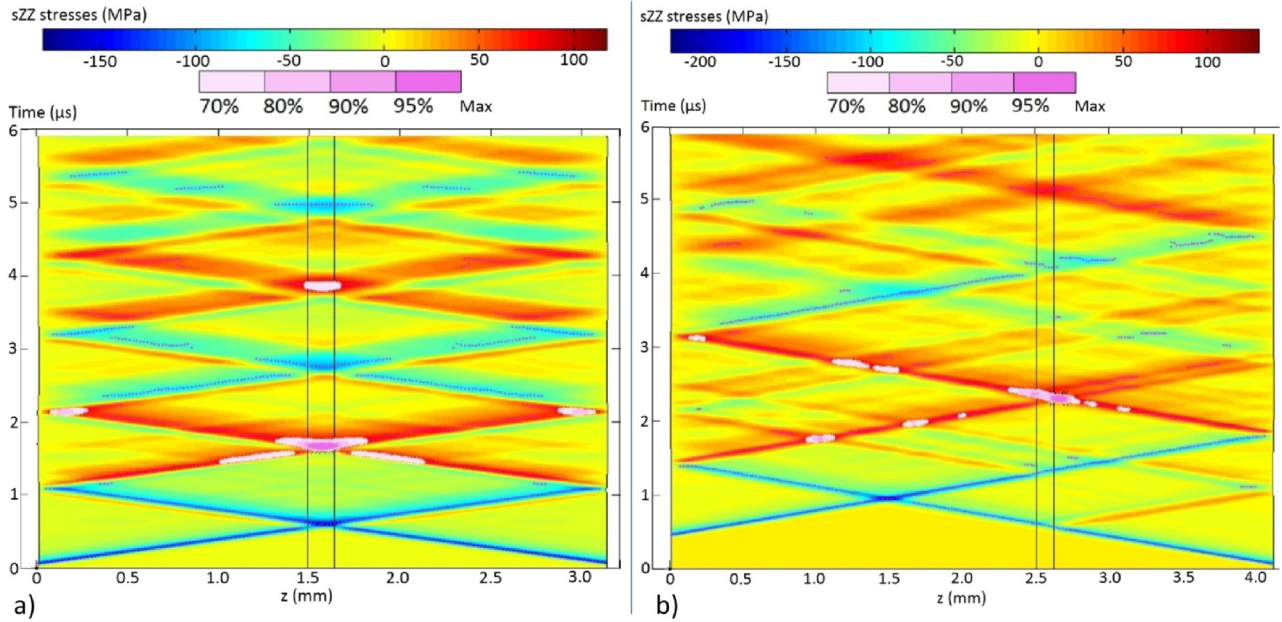 sZZ stresses (MPa)
-150 -100 -50 0 50 100
70% 80% 90% 95% Max
Time (µs)
6
5
4
3
2
1
0
0 0.5 1.0 1.5 2.0 2.5 3.0
z (mm)
a)
sZZ stresses (MPa)
-200 -150 -100 -50 0 50 100
70% 80% 90% 95% Max
Time (µs)
6
5
4
3
2
1
0
0 0.5 1.0 1.5 2.0 2.5 3.0 3.5 4.0
z (mm)
b)